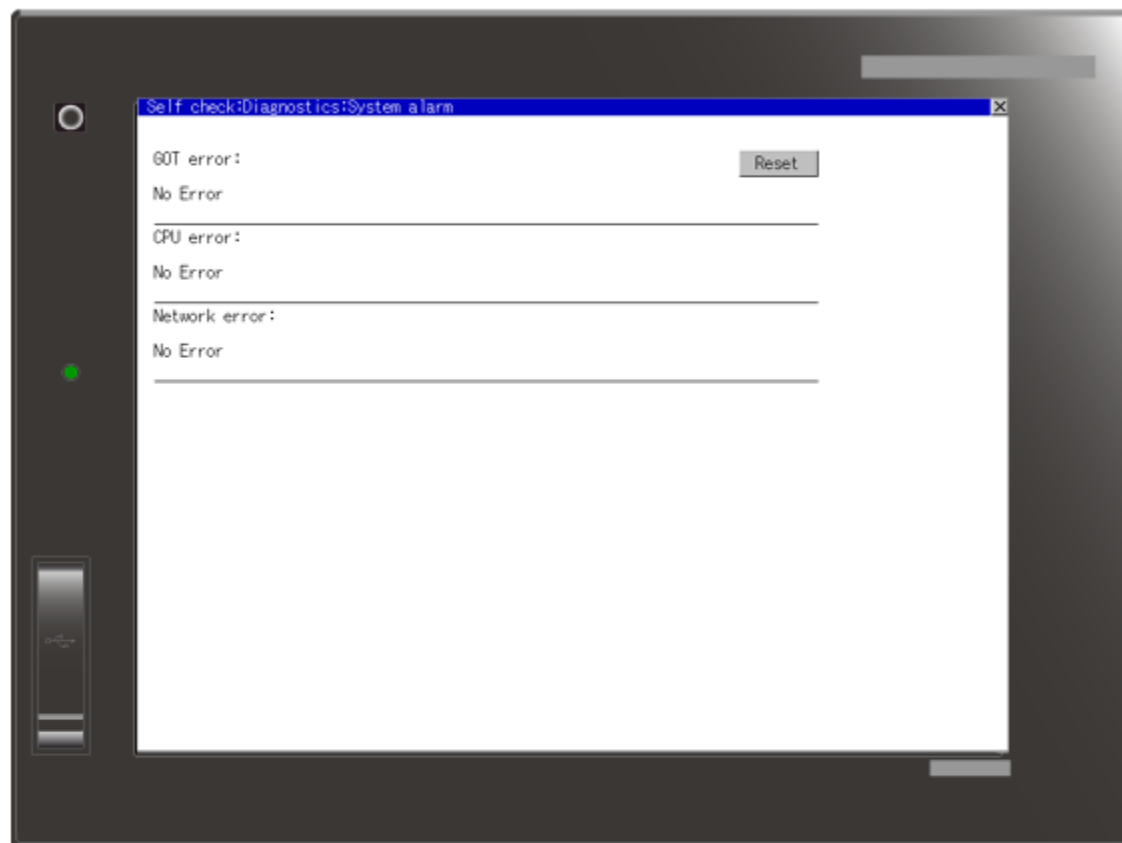 Self check:Diagnostics:System alarm
GOT error:
Reset
No Error
CPU error:
No Error
Network error:
No Error